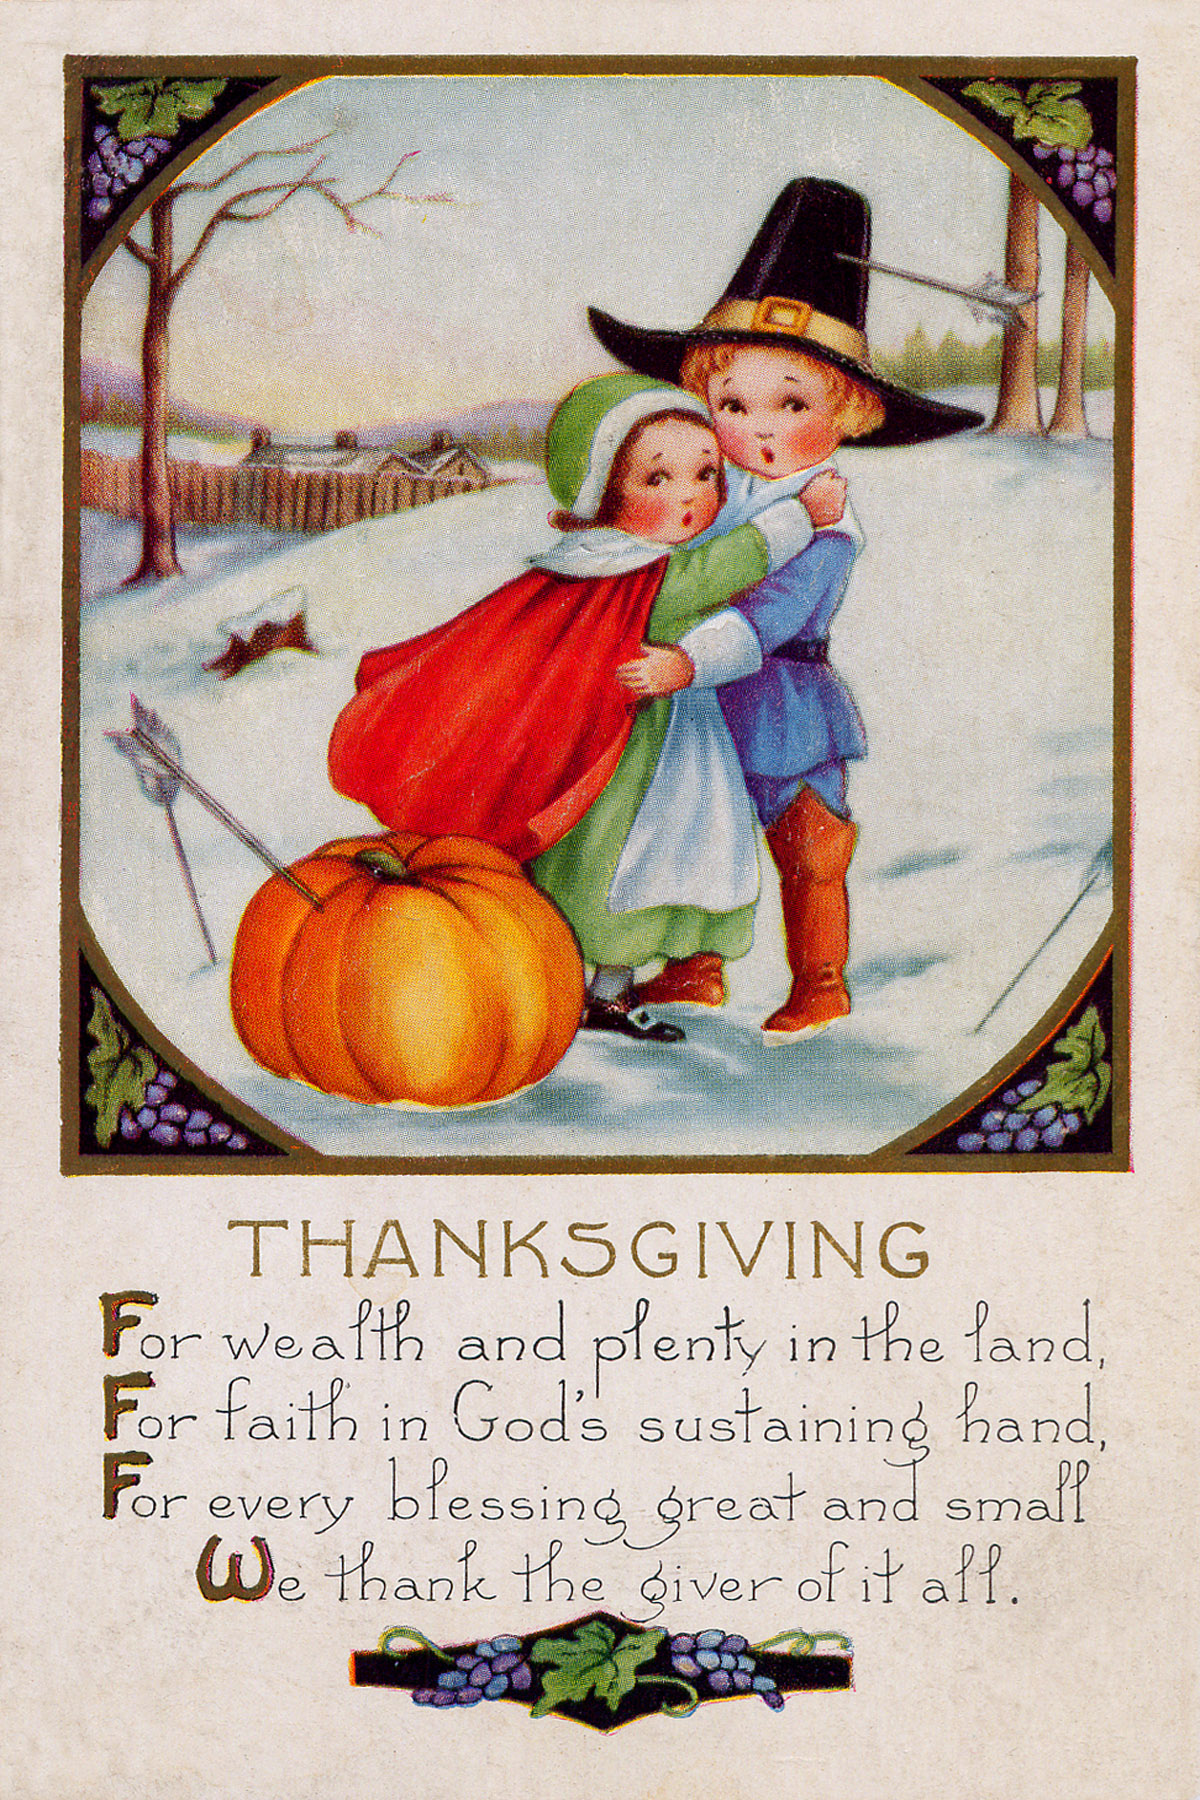 THANKSGIVING
For wealth and plenty in the land,
For faith in God's sustaining hand,
For every blessing great and small
We thank the giver of it all.